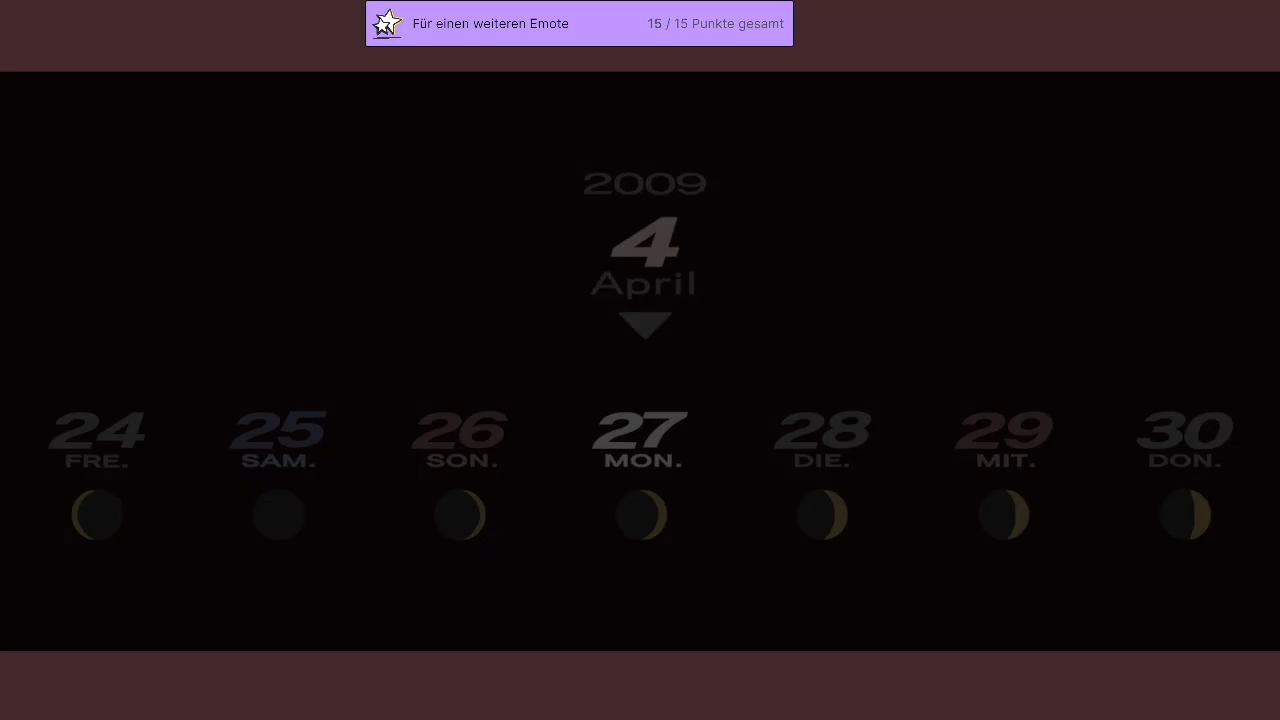 Für einen weiteren Emote 15 / 15 Punkte gesamt
2009
4
April
24 25 26 27 28 29 30
FRE. SAM. SON. MON. DIE. MIT. DON.